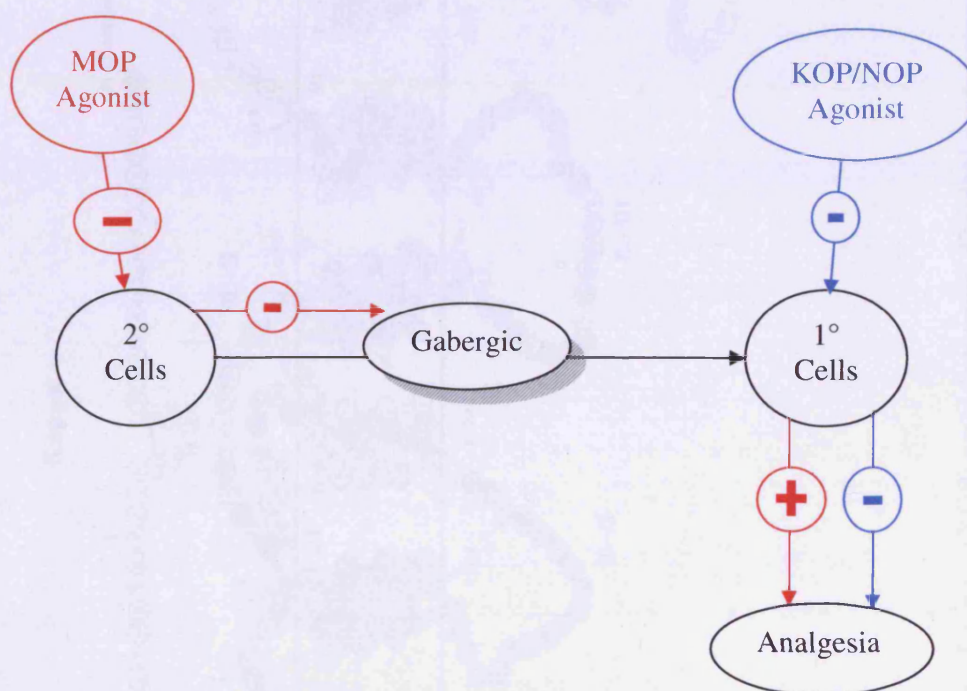 MOP
Agonist
KOP/NOP
Agonist
-
-
-
2°
Cells
Gabergic
1°
Cells
+
-
Analgesia